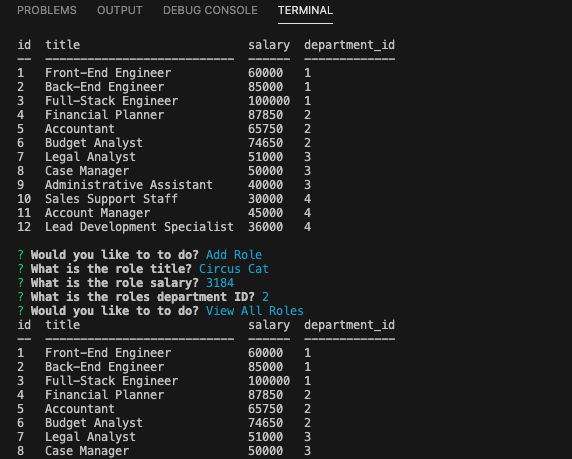 PROBLEMS OUTPUT DEBUG CONSOLE TERMINAL
id title salary department_id
-- --------------------------- ------ -------------
1 Front-End Engineer 60000 1
2 Back-End Engineer 85000 1
3 Full-Stack Engineer 100000 1
4 Financial Planner 87850 2
5 Accountant 65750 2
6 Budget Analyst 74650 2
7 Legal Analyst 51000 3
8 Case Manager 50000 3
9 Administrative Assistant 40000 3
10 Sales Support Staff 30000 4
11 Account Manager 45000 4
12 Lead Development Specialist 36000 4
? Would you like to to do? Add Role
? What is the role title? Circus Cat
? What is the role salary? 3184
? What is the roles department ID? 2
? Would you like to to do? View All Roles
id title salary department_id
-- --------------------------- ------ -------------
1 Front-End Engineer 60000 1
2 Back-End Engineer 85000 1
3 Full-Stack Engineer 100000 1
4 Financial Planner 87850 2
5 Accountant 65750 2
6 Budget Analyst 74650 2
7 Legal Analyst 51000 3
8 Case Manager 50000 3